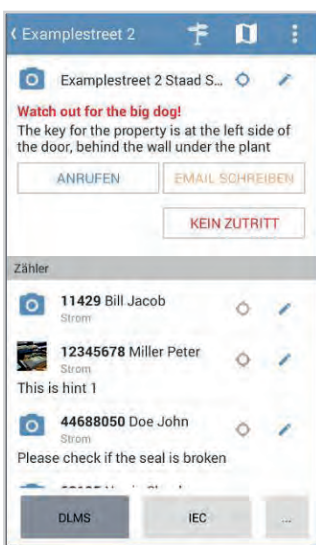 Examplestreet 2
Examplestreet 2 Staad S...
Watch out for the big dog!
The key for the property is at the left side of
the door, behind the wall under the plant
ANRUFEN
EMAIL SCHREIBEN
KEIN ZUTRITT
Zähler
11429 Bill Jacob
Strom
12345678 Miller Peter
Strom
This is hint 1
44688050 Doe John
Strom
Please check if the seal is broken
DLMS
IEC
...